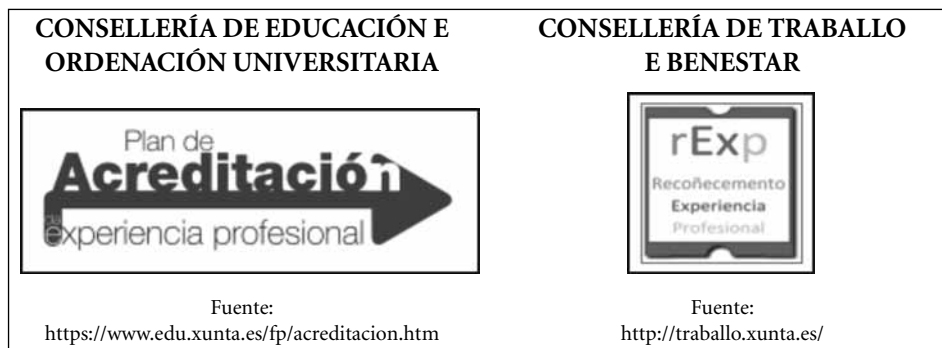 CONSELLERÍA DE EDUCACIÓN E
ORDENACIÓN UNIVERSITARIA
Plan de
Acreditación
da
experiencia profesional
Fuente:
https://www.edu.xunta.es/fp/acreditacion.htm
CONSELLERÍA DE TRABALLO
E BENESTAR
rExp
Recoñecemento
Experiencia
Profesional
Fuente:
http://traballo.xunta.es/